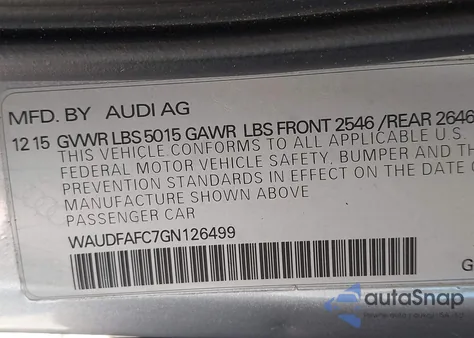 MFD. BY AUDI AG
12 15 GVWR LBS 5015 GAWR LBS FRONT 2546 /REAR 2646
THIS VEHICLE CONFORMS TO ALL APPLICABLE U.S.
FEDERAL MOTOR VEHICLE SAFETY, BUMPER AND THE
PREVENTION STANDARDS IN EFFECT ON THE DATE O
MANUFACTURE SHOWN ABOVE
PASSENGER CAR
WAUDFAFC7GN126499
G
autoSnap